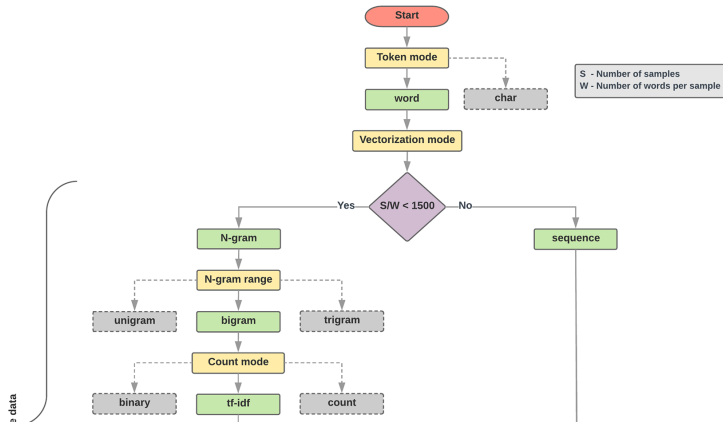 Start
Token mode
word
char
S - Number of samples
W - Number of words per sample
Vectorization mode
S/W < 1500
Yes
No
N-gram
sequence
N-gram range
unigram
bigram
trigram
Count mode
binary
tf-idf
count
data